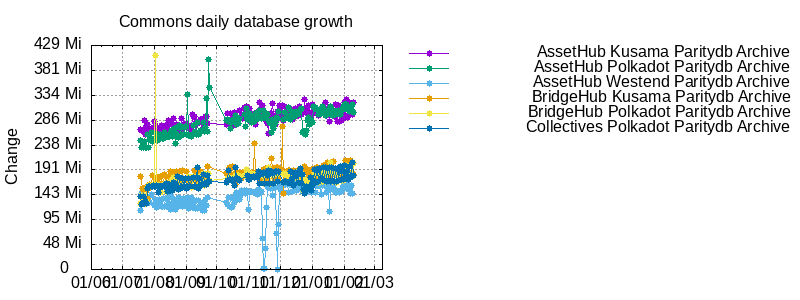 Commons daily database growth
429 Mi
381 Mi
334 Mi
286 Mi
238 Mi
191 Mi
143 Mi
95 Mi
48 Mi
0
Change
01/06 01/07 01/08 01/09 01/10 01/11 01/12 01/01 01/02 01/03
AssetHub Kusama Paritydb Archive
AssetHub Polkadot Paritydb Archive
AssetHub Westend Paritydb Archive
BridgeHub Kusama Paritydb Archive
BridgeHub Polkadot Paritydb Archive
Collectives Polkadot Paritydb Archive